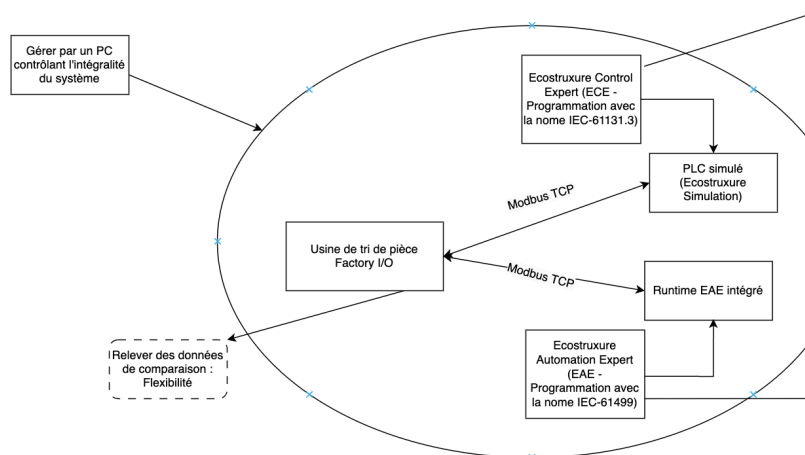 Gérer par un PC
contrôlant l'intégralité
du système
Ecostruxure Control
Expert (ECE -
Programmation avec
la nome IEC-61131.3)
PLC simulé
(Ecostruxure
Simulation)
Modbus TCP
Usine de tri de pièce
Factory I/O
Modbus TCP
Runtime EAE intégré
Relever des données
de comparaison :
Flexibilité
Ecostruxure
Automation Expert
(EAE -
Programmation avec
la nome IEC-61499)